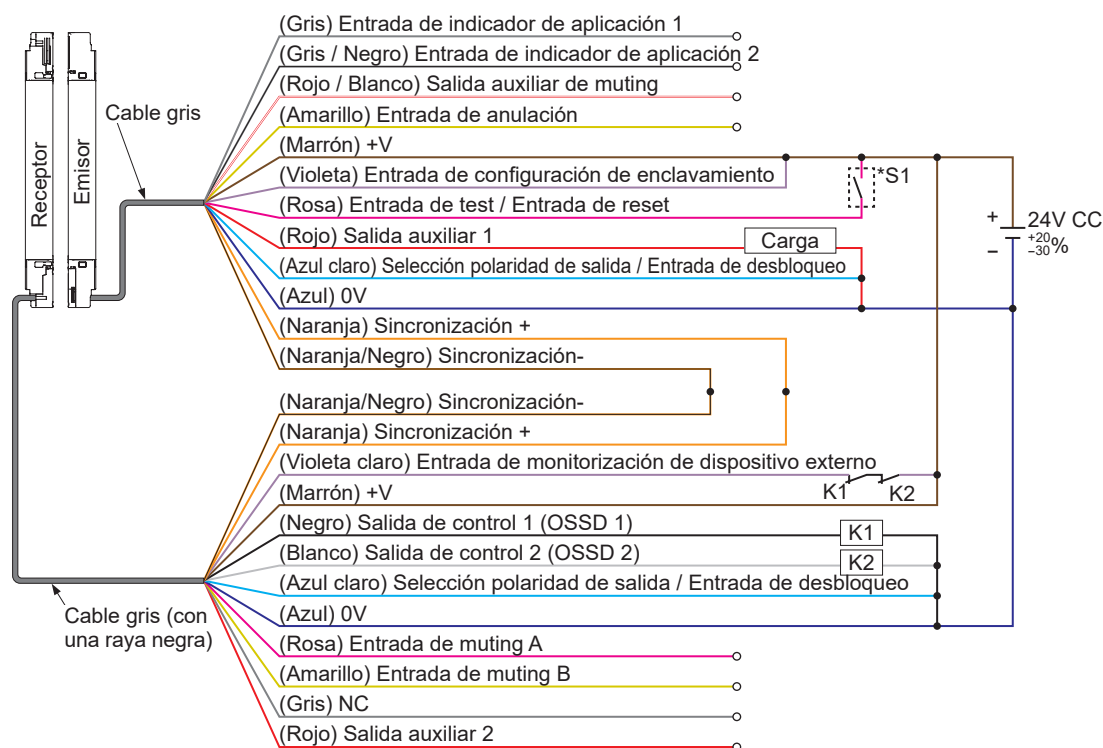 (Gris) Entrada de indicador de aplicación 1
(Gris / Negro) Entrada de indicador de aplicación 2
(Rojo / Blanco) Salida auxiliar de muting
Cable gris
(Amarillo) Entrada de anulación
(Marrón) +V
(Violeta) Entrada de configuración de enclavamiento
*S1
(Rosa) Entrada de test / Entrada de reset
Receptor
Emisor
(Rojo) Salida auxiliar 1
Carga
+
24V CC
+20
–30%
–
(Azul claro) Selección polaridad de salida / Entrada de desbloqueo
(Azul) 0V
(Naranja) Sincronización +
(Naranja/Negro) Sincronización-
(Naranja/Negro) Sincronización-
(Naranja) Sincronización +
(Violeta claro) Entrada de monitorización de dispositivo externo
K1
K2
(Marrón) +V
(Negro) Salida de control 1 (OSSD 1)
K1
(Blanco) Salida de control 2 (OSSD 2)
K2
(Azul claro) Selección polaridad de salida / Entrada de desbloqueo
Cable gris (con
una raya negra)
(Azul) 0V
(Rosa) Entrada de muting A
(Amarillo) Entrada de muting B
(Gris) NC
(Rojo) Salida auxiliar 2